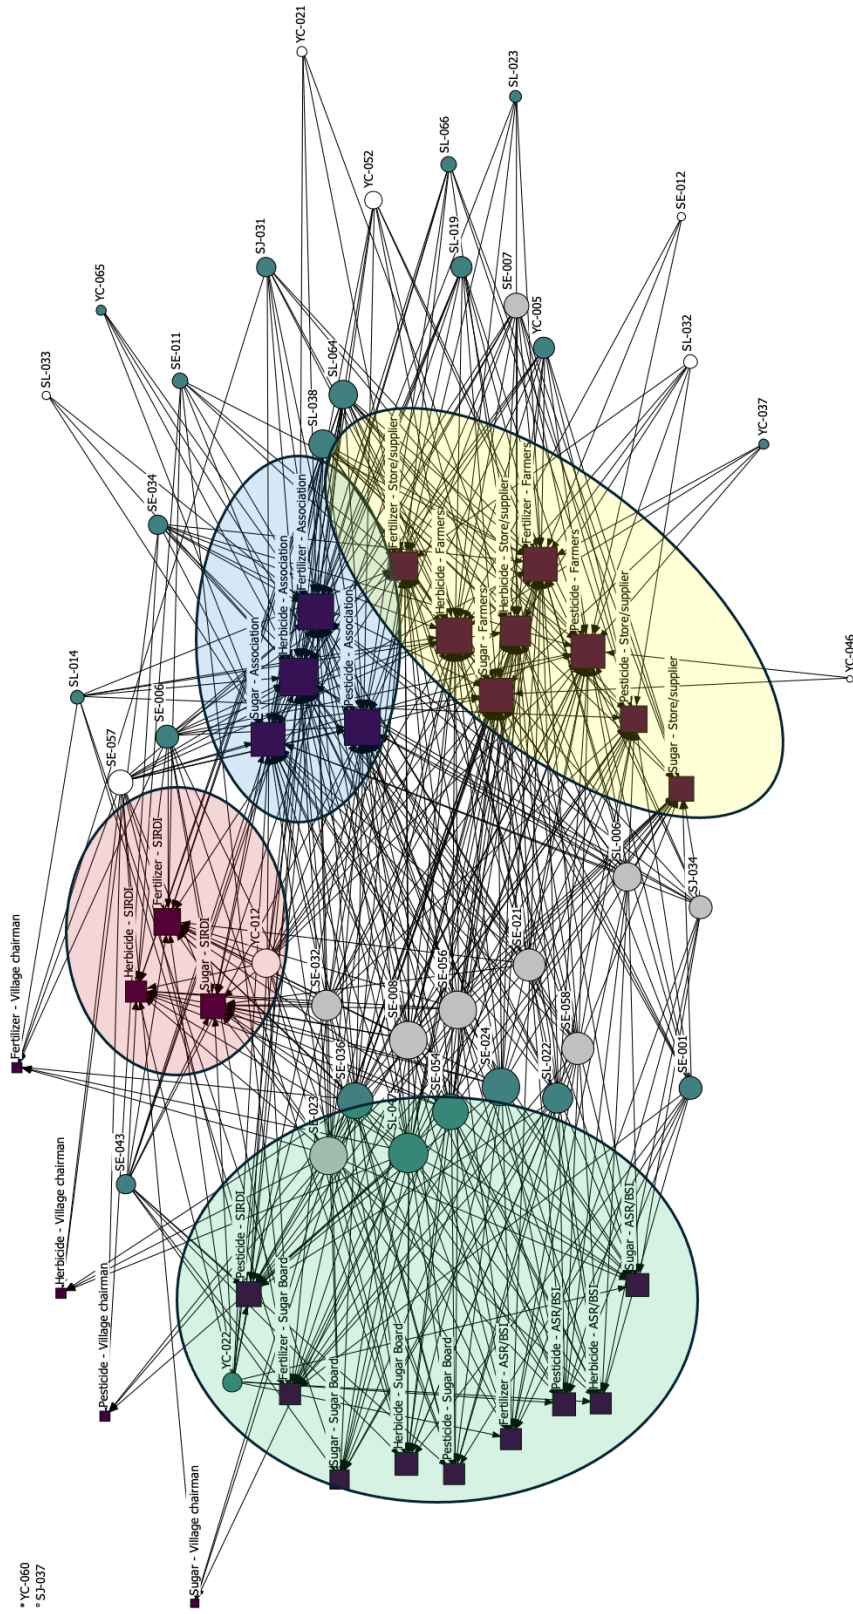 YC-021
SL-023
SL-066
YC-052
SE-012
SJ-031
SL-019
SE-007
YC-065
YC-005
SL-033
SE-011
SL-064
SL-032
SL-038
YC-037
SE-034
Fertilizer - Store/supplier
Fertilizer - Farmers
Herbicide - Farmers
Herbicide - Store/supplier
Fertilizer - Association
Herbicide - Association
Pesticide - Farmers
Sugar - Farmers
Sugar - Association
Pesticide - Association
Pesticide - Store/supplier
Sugar - Store/supplier
YC-046
SL-014
SE-006
SE-057
SL-006
SJ-034
Fertilizer - SIRDI
Herbicide - SIRDI
Sugar - SIRDI
YC-012
SE-032
SE-008
SE-056
SE-021
SE-058
Fertilizer - Village chairman
SE-036
SE-054
SE-024
SL-022
SE-001
SE-023
SE-043
Herbicide - Village chairman
Pesticide - SIRDI
Sugar - ASR/BSI
YC-022
Fertilizer - Sugar Board
Pesticide - Village chairman
Sugar - Sugar Board
Herbicide - Sugar Board
Pesticide - Sugar Board
Fertilizer - ASR/BSI
Pesticide - ASR/BSI
Herbicide - ASR/BSI
Sugar - Village chairman
YC-060
SJ-037